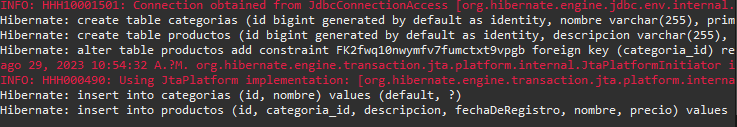 INFO: HHH10001501: Connection obtained from JdbcConnectionAccess [org.hibernate.engine.jdbc.env.internal.
Hibernate: create table categorias (id bigint generated by default as identity, nombre varchar(255), prim
Hibernate: create table productos (id bigint generated by default as identity, descripcion varchar(255),
Hibernate: alter table productos add constraint FK2fwq10nwymfv7fumctxt9vpgb foreign key (categoria_id) re
ago 29, 2023 10:54:32 A.?M. org.hibernate.engine.transaction.jta.platform.internal.JtaPlatformInitiator i
INFO: HHH000490: Using JtaPlatform implementation: [org.hibernate.engine.transaction.jta.platform.interna
Hibernate: insert into categorias (id, nombre) values (default, ?)
Hibernate: insert into productos (id, categoria_id, descripcion, fechaDeRegistro, nombre, precio) values